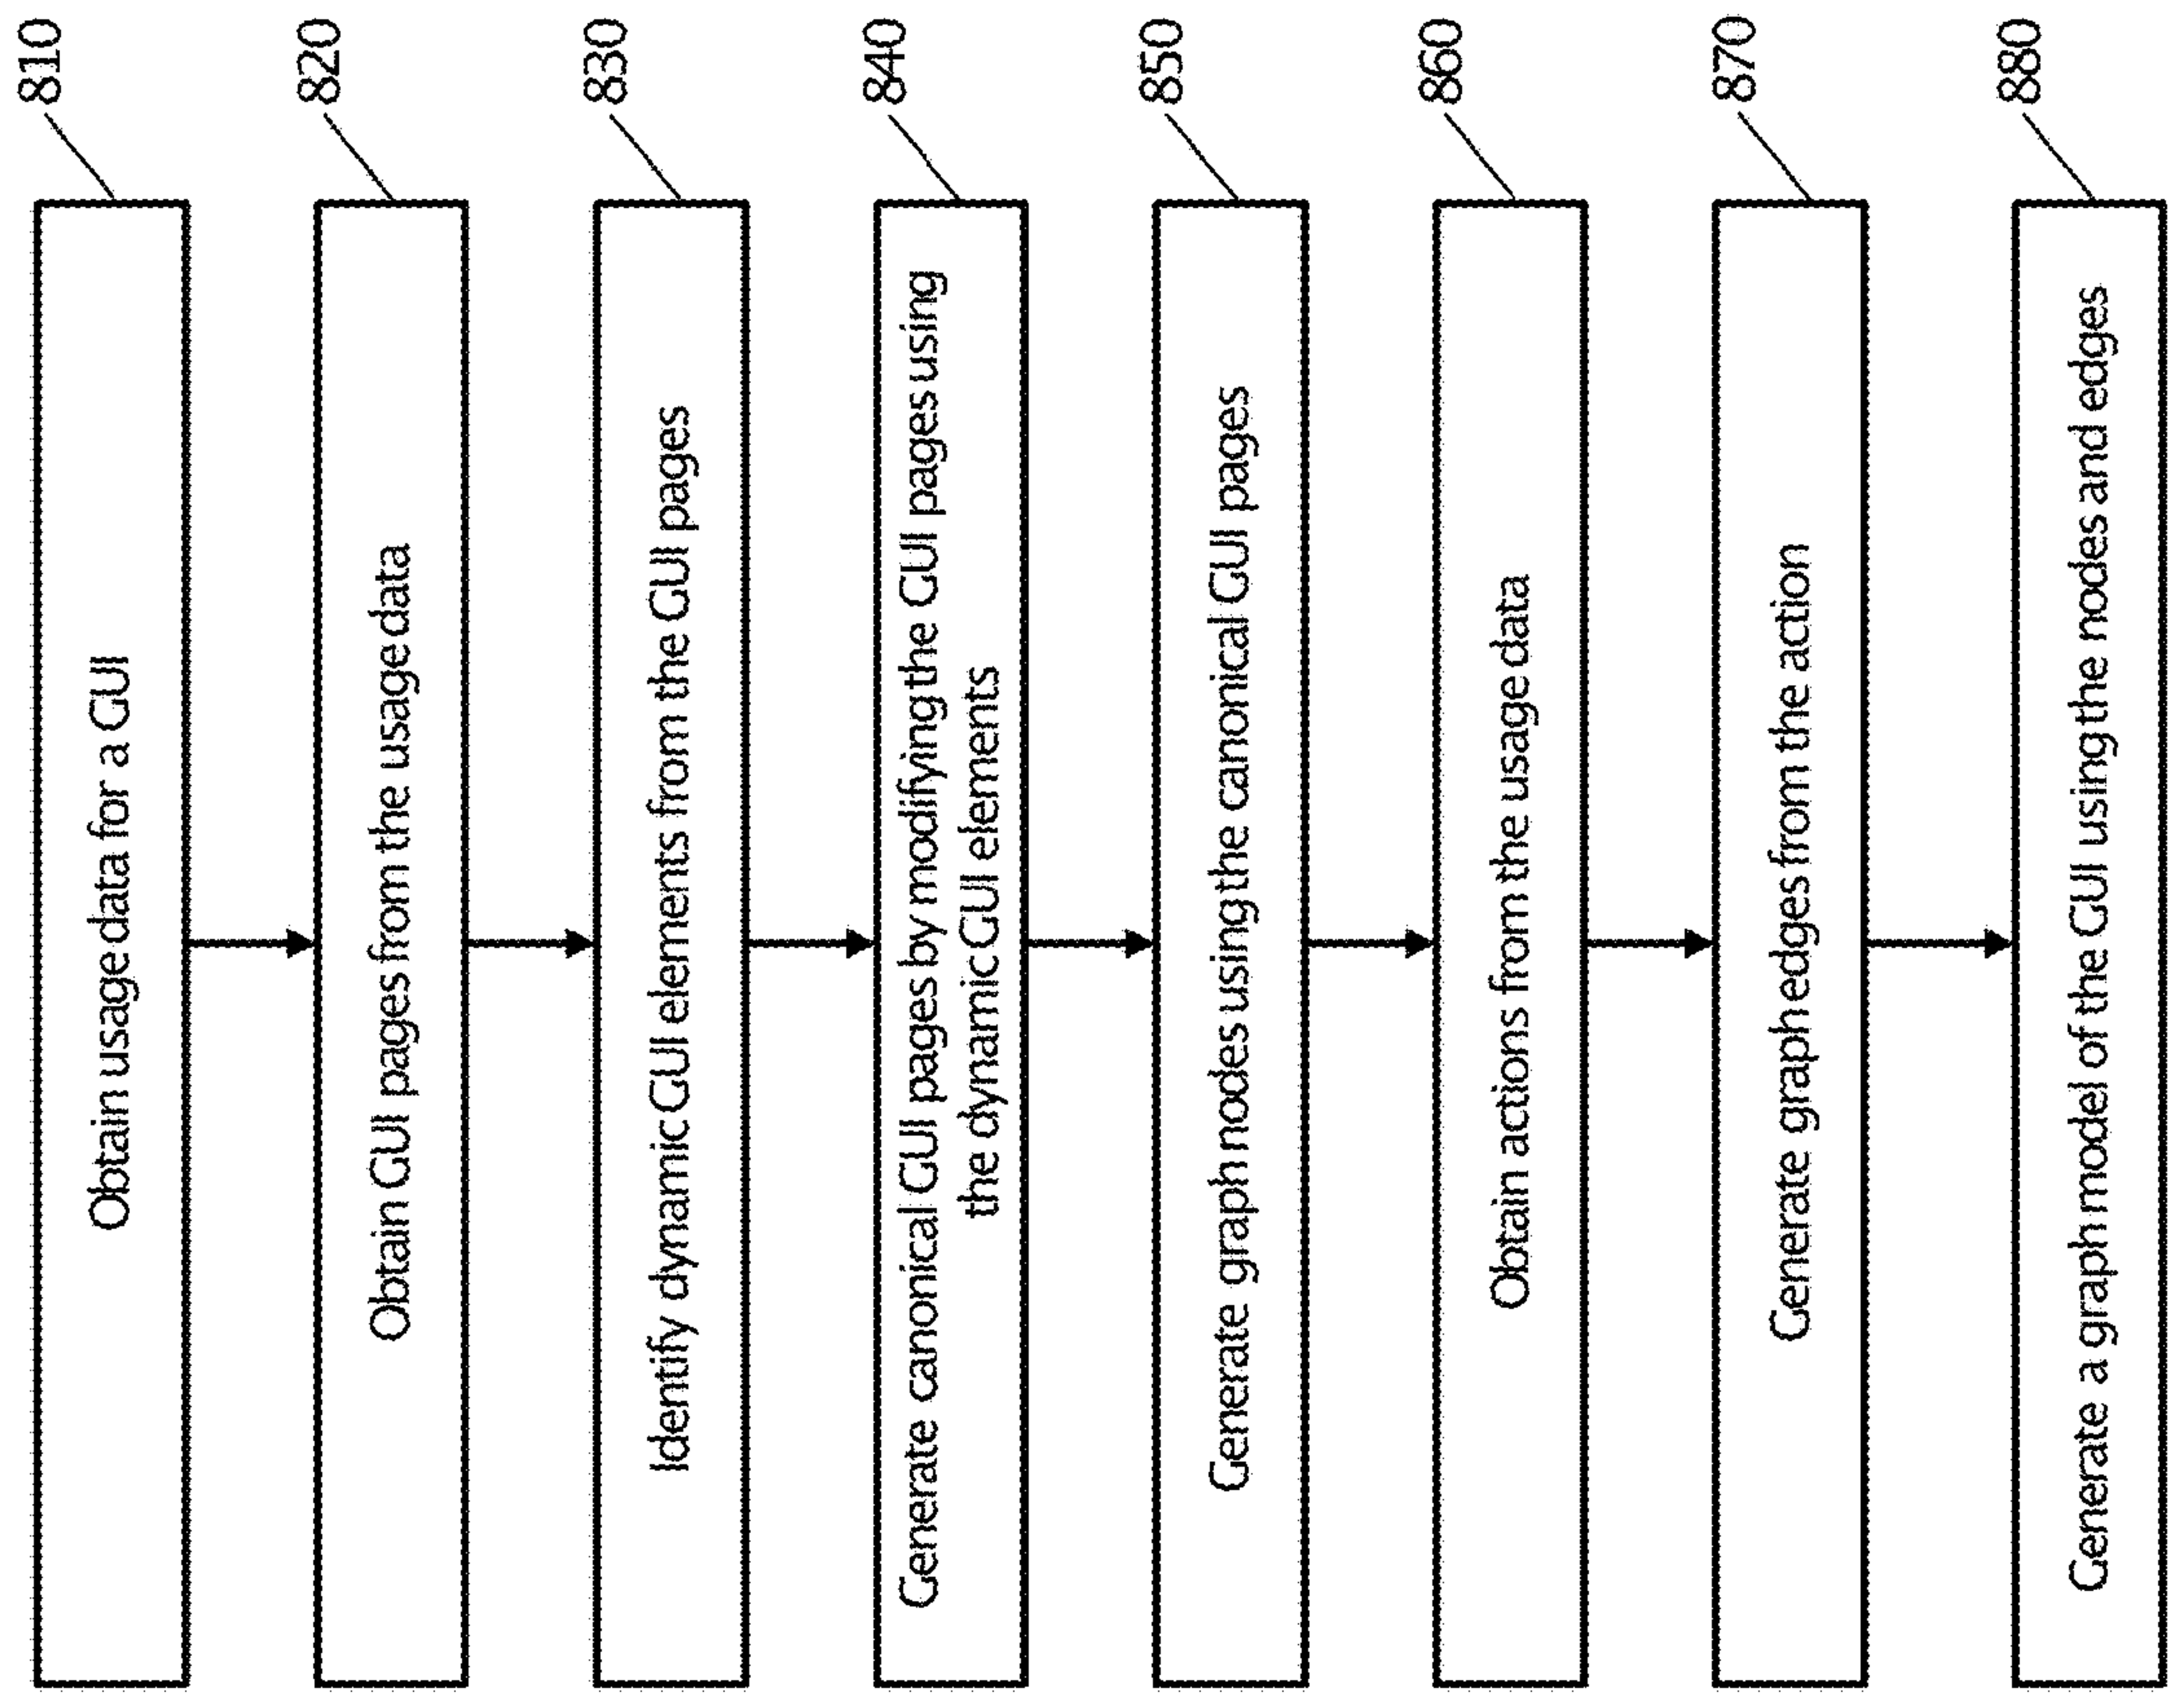 810
Obtain usage data for a GUI
820
Obtain GUI pages from the usage data
830
Identify dynamic GUI elements from the GUI pages
840
Generate canonical GUI pages by modifying the GUI pages using
the dynamic GUI elements
850
Generate graph nodes using the canonical GUI pages
860
Obtain actions from the usage data
870
Generate graph edges from the action
880
Generate a graph model of the GUI using the nodes and edges